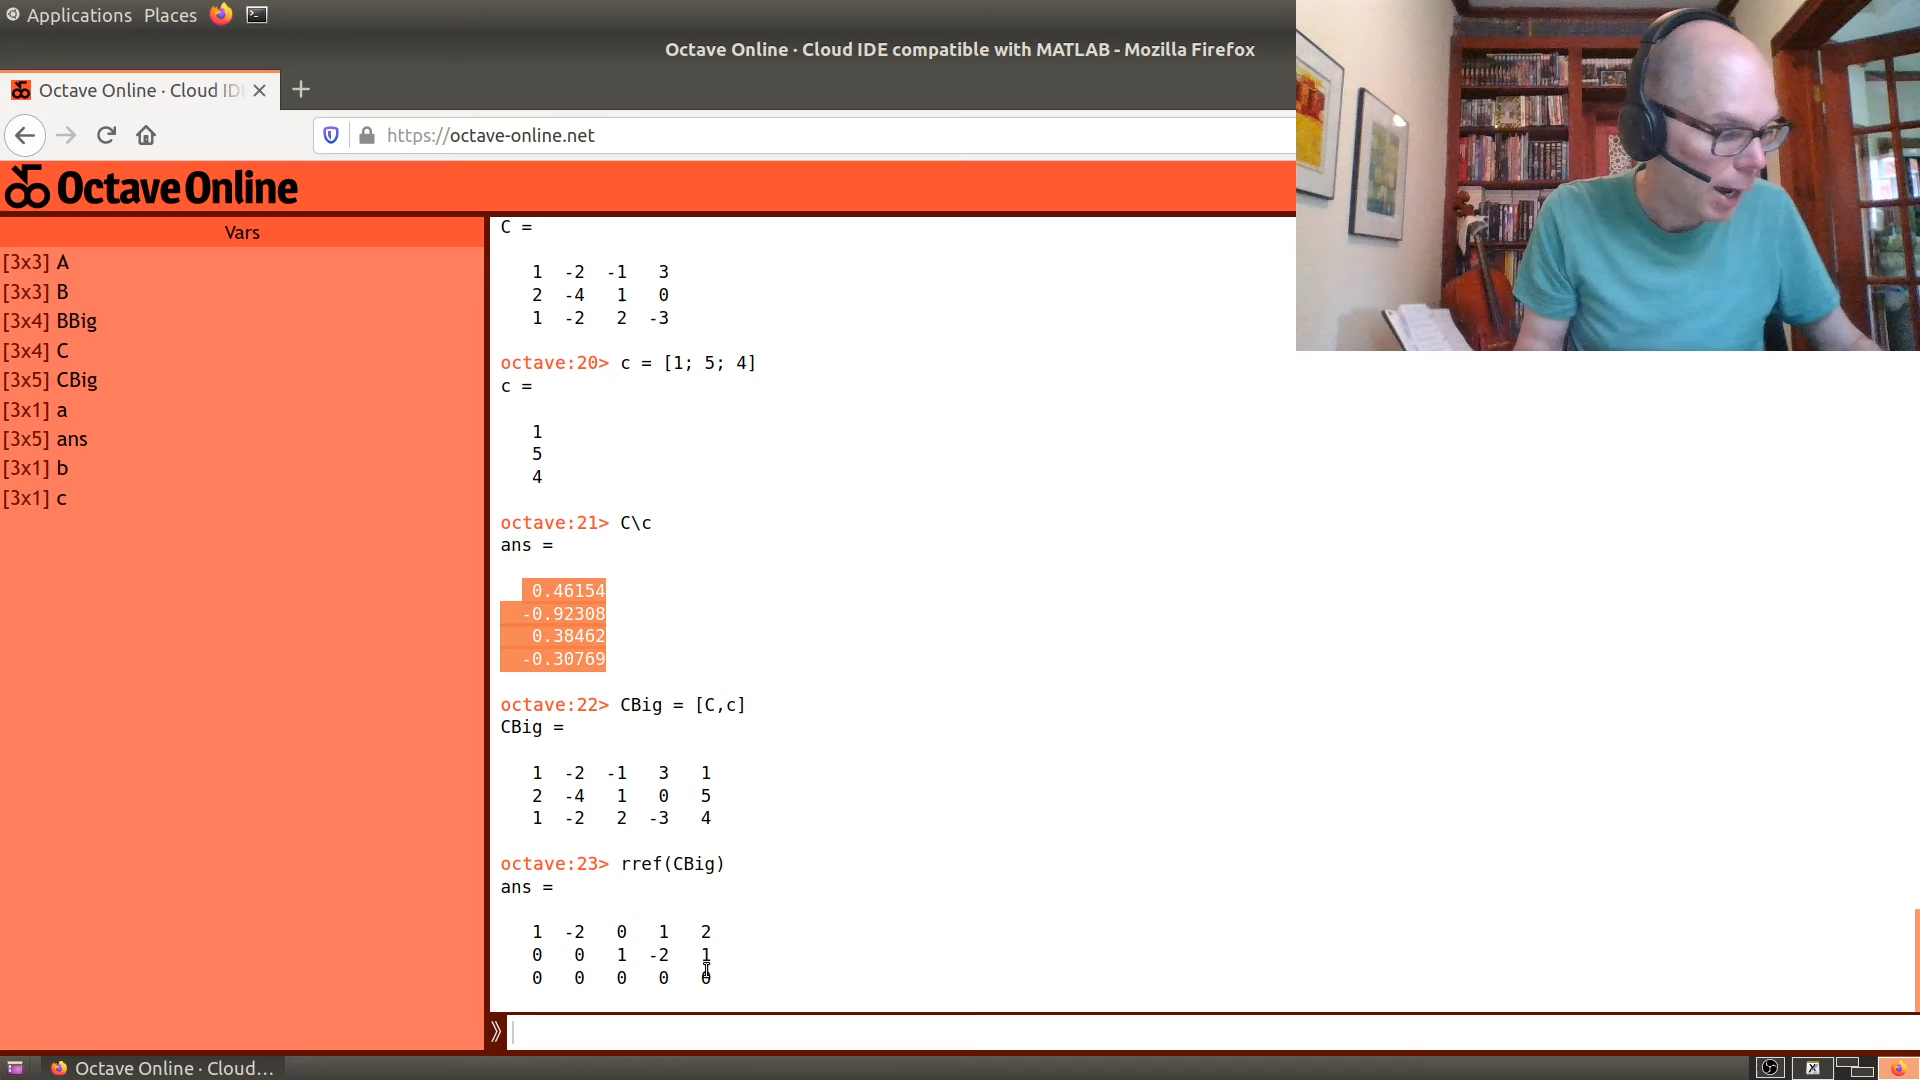 Applications Places
Octave Online · Cloud IDE compatible with MATLAB - Mozilla Firefox
Octave Online · Cloud ID
https://octave-online.net
Octave Online
Vars
[3x3] A
[3x3] B
[3x4] BBig
[3x4] C
[3x5] CBig
[3x1] a
[3x5] ans
[3x1] b
[3x1] c
C =
1 -2 -1 3
2 -4 1 0
1 -2 2 -3
octave:20> c = [1; 5; 4]
c =
1
5
4
octave:21> C\c
ans =
0.46154
-0.92308
0.38462
-0.30769
octave:22> CBig = [C,c]
CBig =
1 -2 -1 3 1
2 -4 1 0 5
1 -2 2 -3 4
octave:23> rref(CBig)
ans =
1 -2 0 1 2
0 0 1 -2 1
0 0 0 0 0
Octave Online · Cloud...